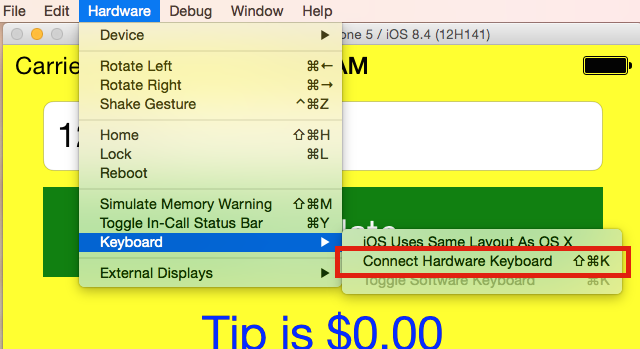 File Edit Hardware Debug Window Help
Device
one 5 / iOS 8.4 (12H141)
Carrie AM
Rotate Left ⌘←
Rotate Right ⌘→
Shake Gesture ^⌘Z
12
Home ⇧⌘H
Lock ⌘L
Reboot
Simulate Memory Warning ⇧⌘M
Toggle In-Call Status Bar ⌘Y
Keyboard
iOS Uses Same Layout As OS X
Connect Hardware Keyboard ⇧⌘K
External Displays
Toggle Software Keyboard ⌘K
Tip is $0.00